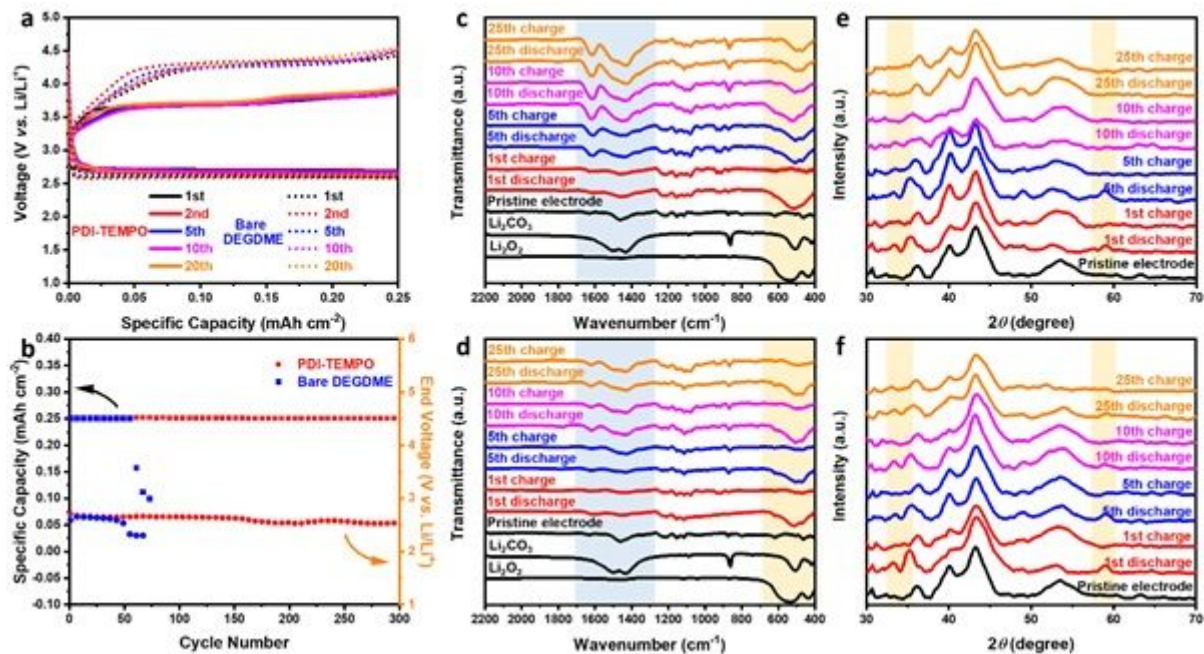 a
Voltage (V vs. Li/Li⁺)
5.0
4.5
4.0
3.5
3.0
2.5
2.0
1.5
1.0
1st
2nd
PDI-TEMPO
5th
10th
20th
1st
2nd
Bare
DEGDME
5th
10th
20th
0.00 0.05 0.10 0.15 0.20 0.25
Specific Capacity (mAh cm⁻²)
b
Specific Capacity (mAh cm⁻²)
0.40
0.35
0.30
0.25
0.20
0.15
0.10
0.05
0.00
-0.05
-0.10
PDI-TEMPO
Bare DEGDME
6
5
4
3
2
1
End Voltage (V vs. Li/Li⁺)
0 50 100 150 200 250 300
Cycle Number
c
Transmittance (a.u.)
25th charge
25th discharge
10th charge
10th discharge
5th charge
5th discharge
1st charge
1st discharge
Pristine electrode
Li₂CO₃
Li₂O₂
2200 2000 1800 1600 1400 1200 1000 800 600 400
Wavenumber (cm⁻¹)
d
Transmittance (a.u.)
25th charge
25th discharge
10th charge
10th discharge
5th charge
5th discharge
1st charge
1st discharge
Pristine electrode
Li₂CO₃
Li₂O₂
2200 2000 1800 1600 1400 1200 1000 800 600 400
Wavenumber (cm⁻¹)
e
Intensity (a.u.)
25th charge
25th discharge
10th charge
10th discharge
5th charge
5th discharge
1st charge
1st discharge
Pristine electrode
30 40 50 60 70
2θ (degree)
f
Intensity (a.u.)
25th charge
25th discharge
10th charge
10th discharge
5th charge
5th discharge
1st charge
1st discharge
Pristine electrode
30 40 50 60 70
2θ (degree)